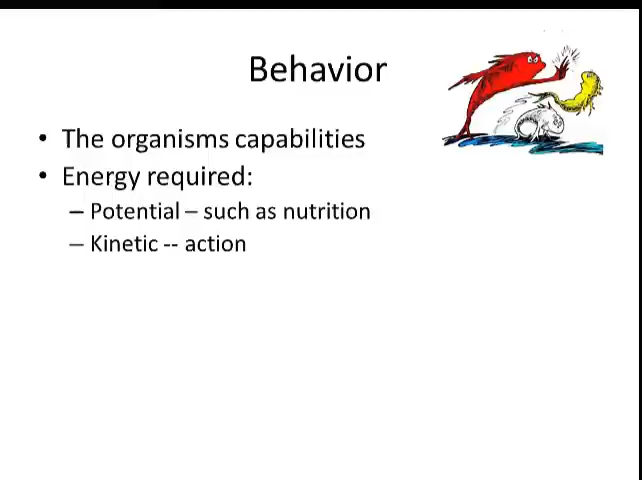 Behavior
• The organisms capabilities
• Energy required:
– Potential – such as nutrition
– Kinetic -- action